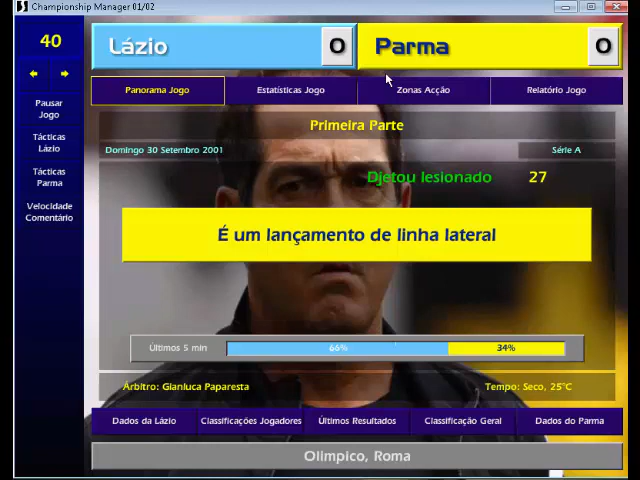 Championship Manager 01/02
40
Lázio 0
Parma 0
Panorama Jogo
Estatísticas Jogo
Zonas Acção
Relatório Jogo
Pausar
Jogo
Tácticas
Lázio
Tácticas
Parma
Velocidade
Comentário
Primeira Parte
Domingo 30 Setembro 2001
Série A
Djetou lesionado 27
É um lançamento de linha lateral
Últimos 5 min 66% 34%
Árbitro: Gianluca Paparesta
Tempo: Seco, 25°C
Dados da Lázio
Classificações Jogadores
Últimos Resultados
Classificação Geral
Dados do Parma
Olimpico, Roma